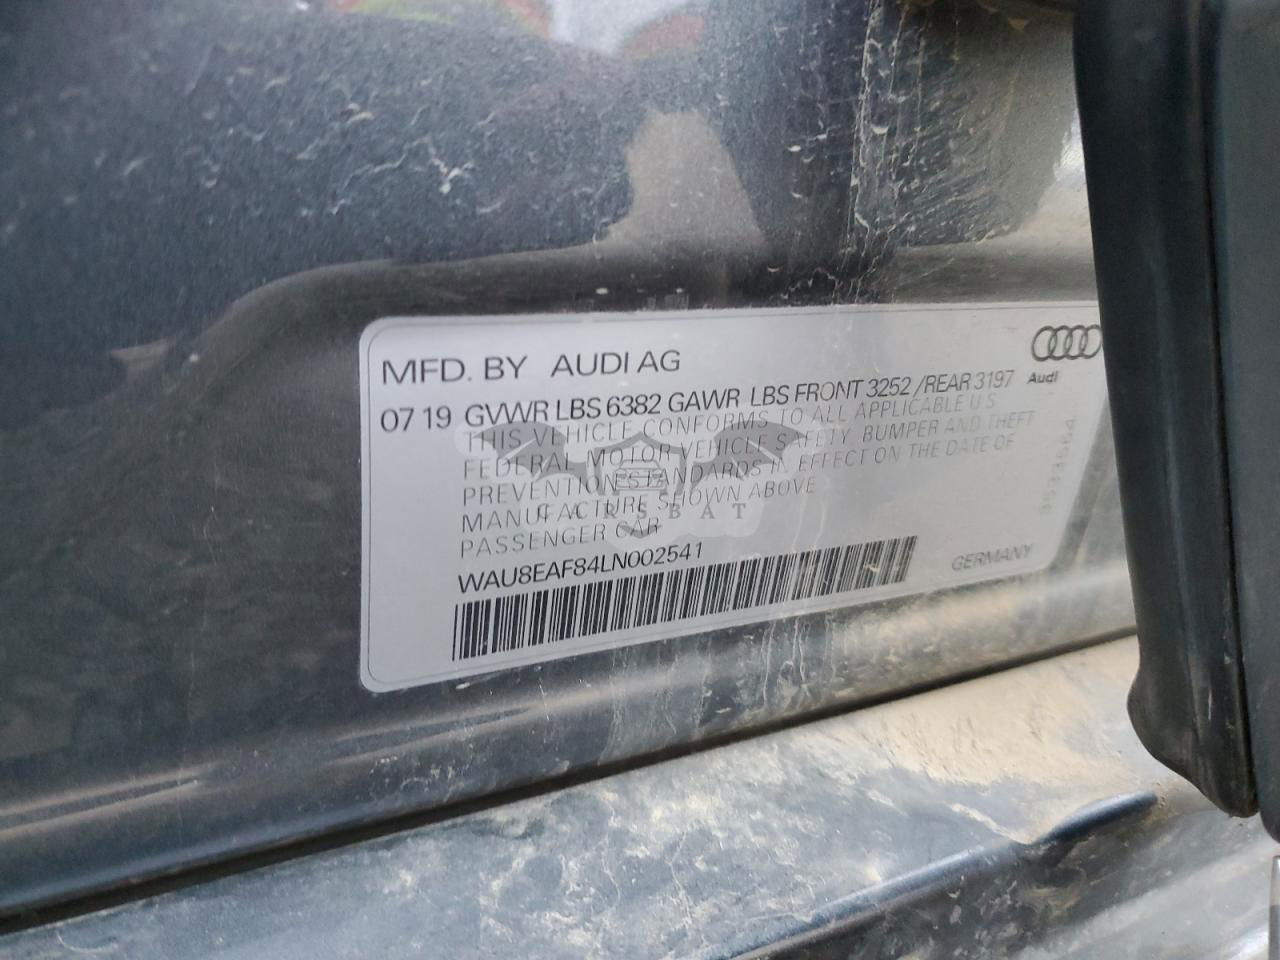 MFD. BY AUDI AG
07 19 GVWR LBS 6382 GAWR LBS FRONT 3252 / REAR 3197
Audi
THIS VEHICLE CONFORMS TO ALL APPLICABLE U S
FEDERAL MOTOR VEHICLE SAFETY BUMPER AND THEFT
PREVENTION STANDARDS IN EFFECT ON THE DATE OF
MANUFACTURE SHOWN ABOVE
CARSBAT
PASSENGER CAR
WAU8EAF84LN002541
GERMANY